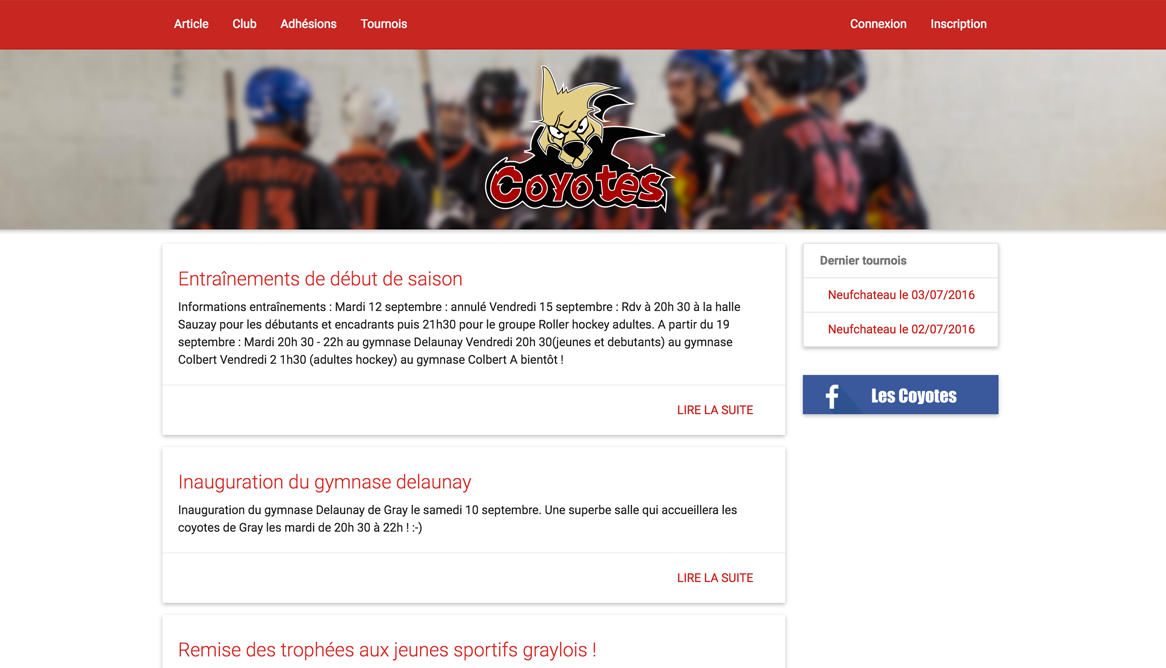 Article Club Adhésions Tournois Connexion Inscription
THIBAUT
13
Coyotes
Entraînements de début de saison
Informations entraînements : Mardi 12 septembre : annulé Vendredi 15 septembre : Rdv à 20h 30 à la halle
Sauzay pour les débutants et encadrants puis 21h30 pour le groupe Roller hockey adultes. A partir du 19
septembre : Mardi 20h 30 - 22h au gymnase Delaunay Vendredi 20h 30(jeunes et debutants) au gymnase
Colbert Vendredi 2 1h30 (adultes hockey) au gymnase Colbert A bientôt !
LIRE LA SUITE
Inauguration du gymnase delaunay
Inauguration du gymnase Delaunay de Gray le samedi 10 septembre. Une superbe salle qui accueillera les
coyotes de Gray les mardi de 20h 30 à 22h ! :-)
LIRE LA SUITE
Remise des trophées aux jeunes sportifs graylois !
Dernier tournois
Neufchateau le 03/07/2016
Neufchateau le 02/07/2016
f Les Coyotes